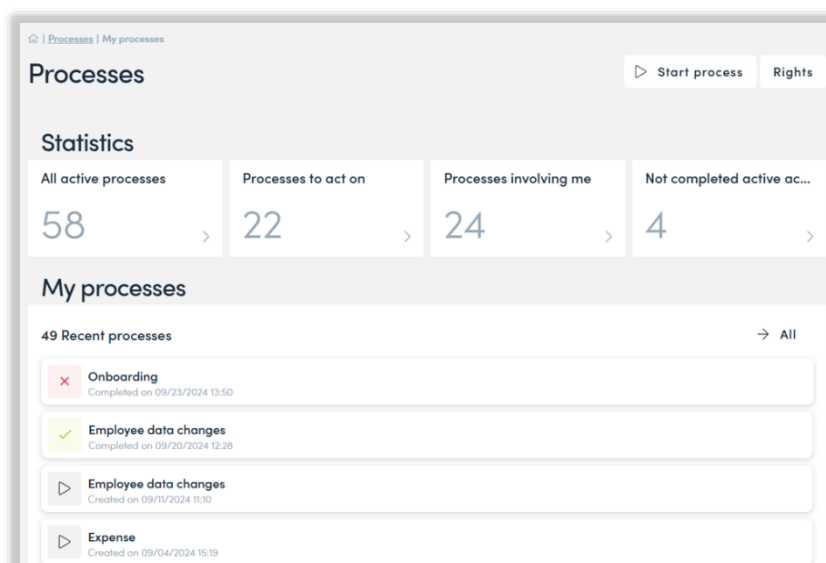 | Processes | My processes
Processes
Start process
Rights
Statistics
All active processes
Processes to act on
Processes involving me
Not completed active ac...
58
22
24
4
My processes
49 Recent processes
All
Onboarding
Completed on 09/23/2024 13:50
Employee data changes
Completed on 09/20/2024 12:28
Employee data changes
Created on 09/11/2024 11:10
Expense
Created on 09/04/2024 15:19